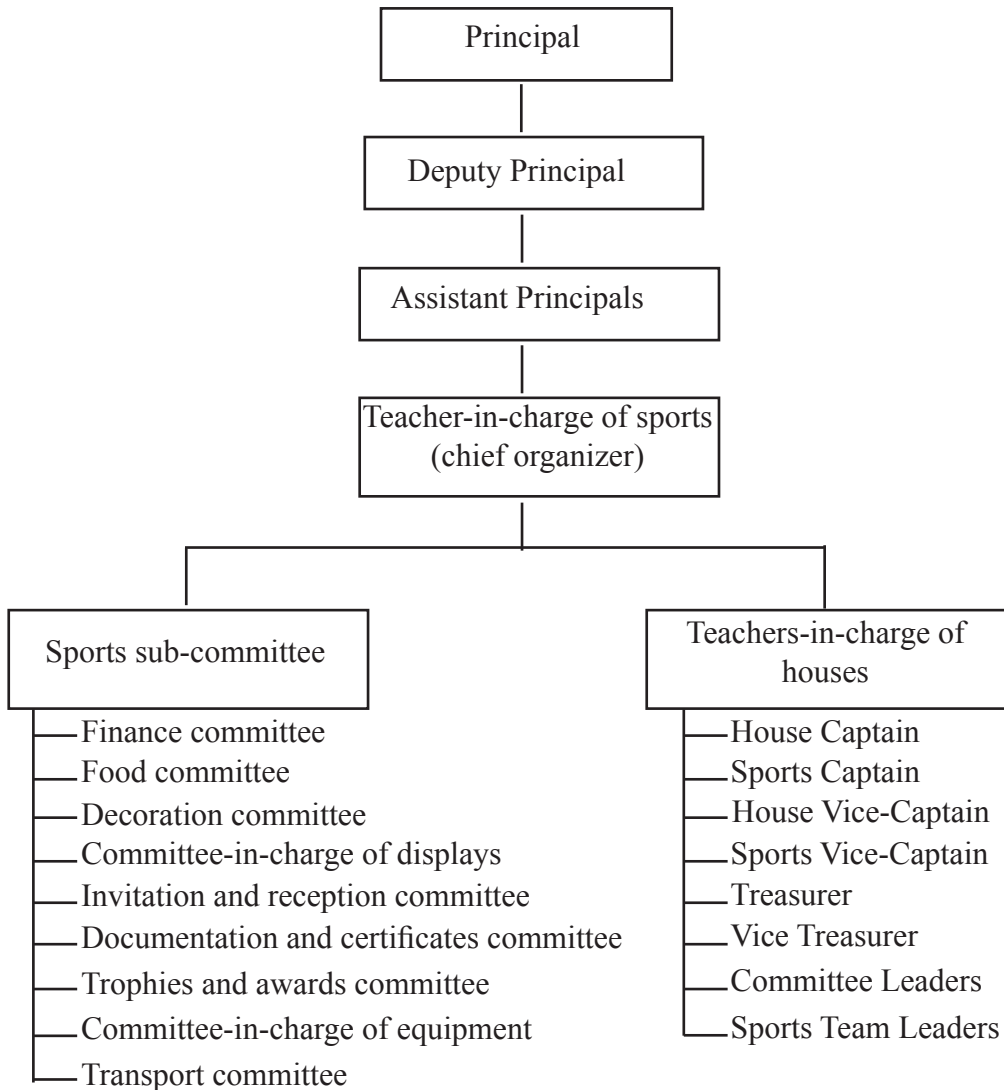 Principal
Deputy Principal
Assistant Principals
Teacher-in-charge of sports
(chief organizer)
Sports sub-committee
Finance committee
Food committee
Decoration committee
Committee-in-charge of displays
Invitation and reception committee
Documentation and certificates committee
Trophies and awards committee
Committee-in-charge of equipment
Transport committee
Teachers-in-charge of
houses
House Captain
Sports Captain
House Vice-Captain
Sports Vice-Captain
Treasurer
Vice Treasurer
Committee Leaders
Sports Team Leaders